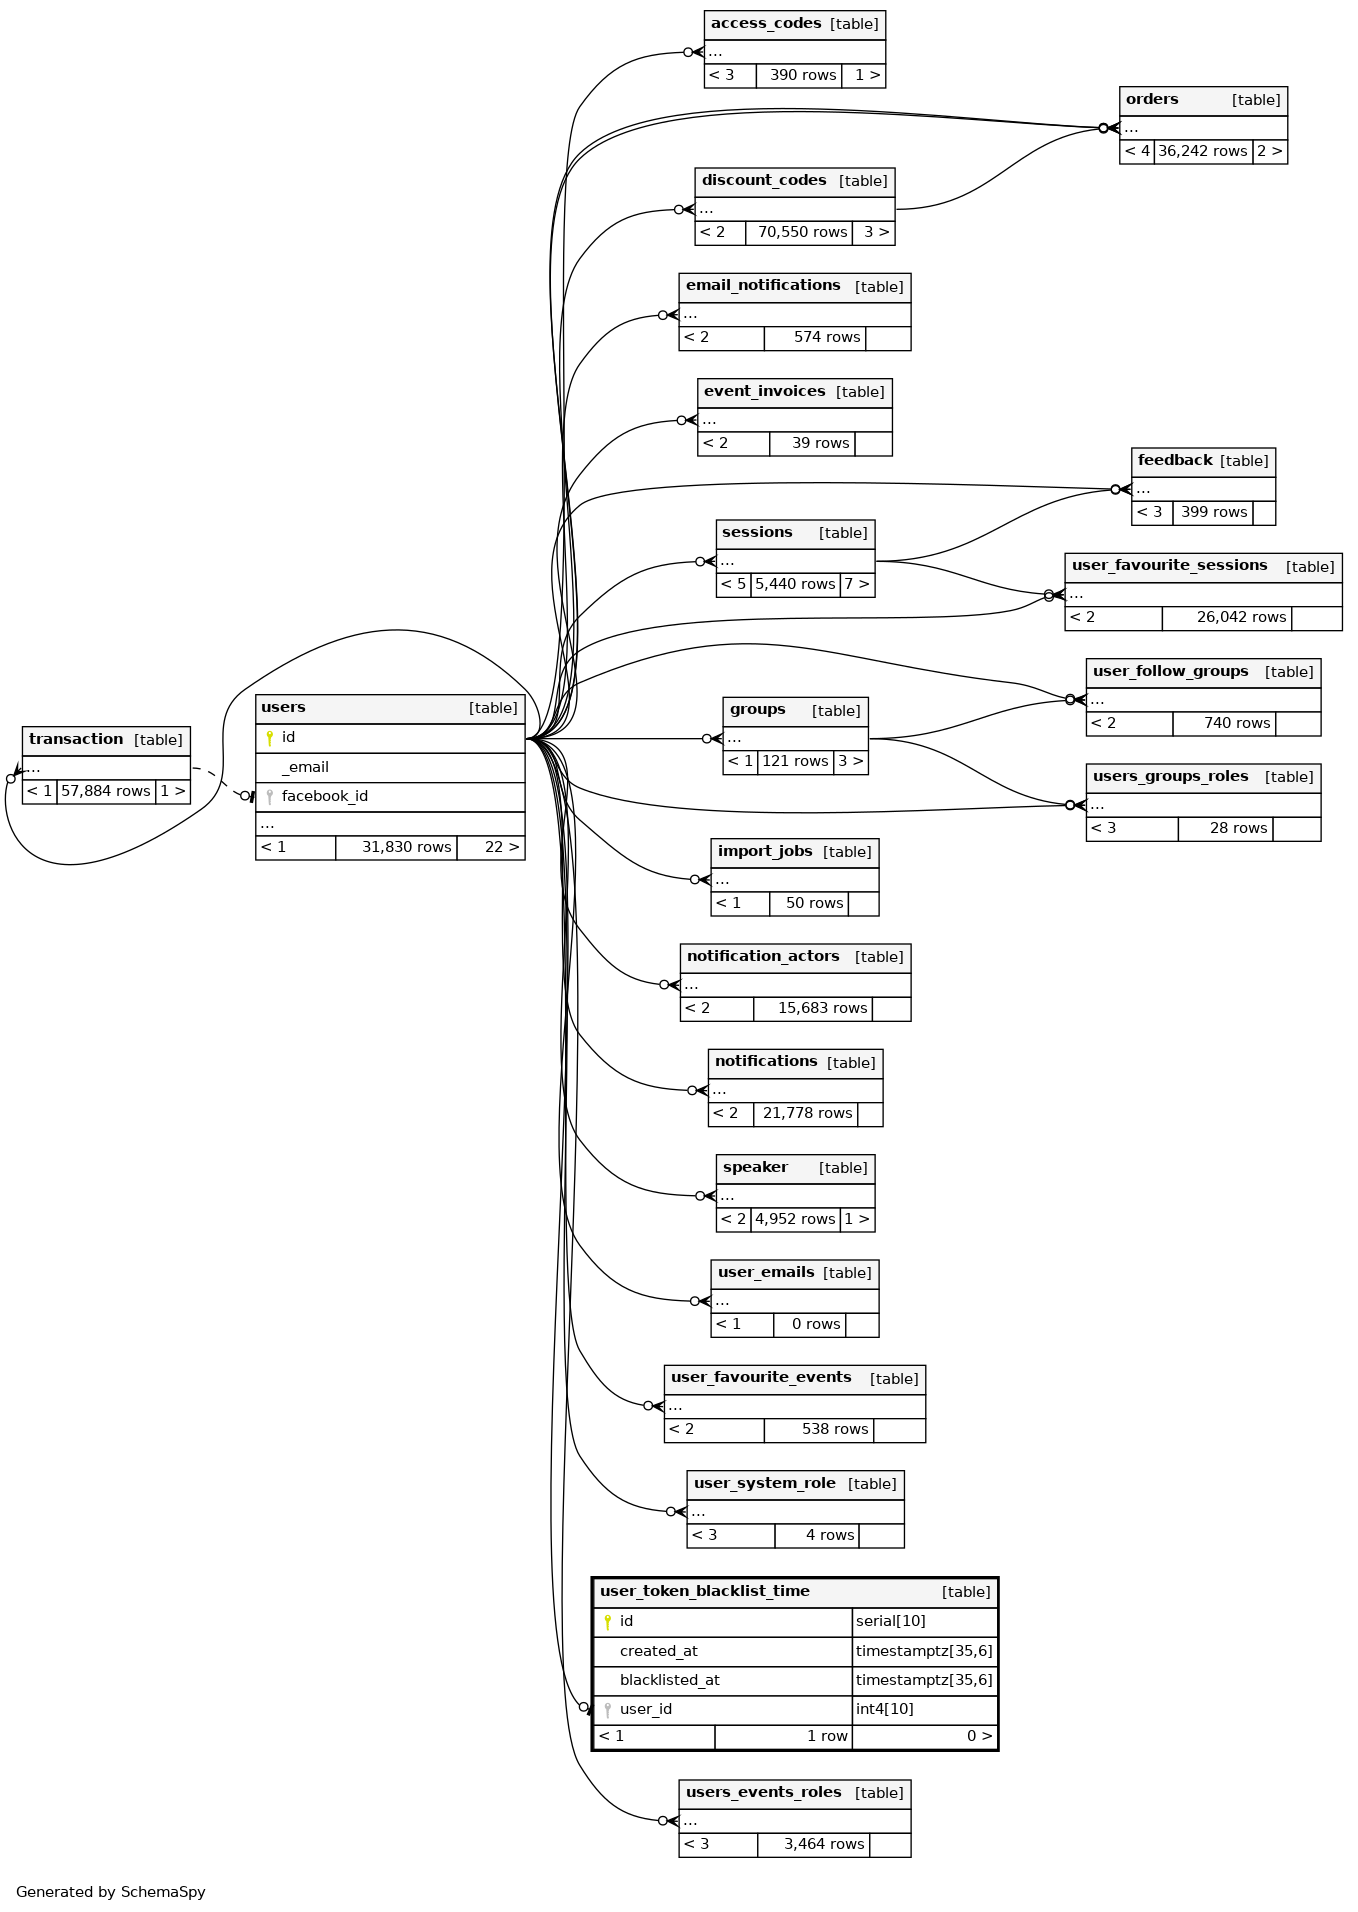 access_codes [table]
...
< 3 390 rows 1 >
orders [table]
...
< 4 36,242 rows 2 >
discount_codes [table]
...
< 2 70,550 rows 3 >
email_notifications [table]
...
< 2 574 rows
event_invoices [table]
...
< 2 39 rows
feedback [table]
...
< 3 399 rows
sessions [table]
...
< 5 5,440 rows 7 >
user_favourite_sessions [table]
...
< 2 26,042 rows
user_follow_groups [table]
...
< 2 740 rows
transaction [table]
...
< 1 57,884 rows 1 >
users [table]
id
_email
facebook_id
...
< 1 31,830 rows 22 >
groups [table]
...
< 1 121 rows 3 >
users_groups_roles [table]
...
< 3 28 rows
import_jobs [table]
...
< 1 50 rows
notification_actors [table]
...
< 2 15,683 rows
notifications [table]
...
< 2 21,778 rows
speaker [table]
...
< 2 4,952 rows 1 >
user_emails [table]
...
< 1 0 rows
user_favourite_events [table]
...
< 2 538 rows
user_system_role [table]
...
< 3 4 rows
user_token_blacklist_time [table]
id serial[10]
created_at timestamptz[35,6]
blacklisted_at timestamptz[35,6]
user_id int4[10]
< 1 1 row 0 >
users_events_roles [table]
...
< 3 3,464 rows
Generated by SchemaSpy